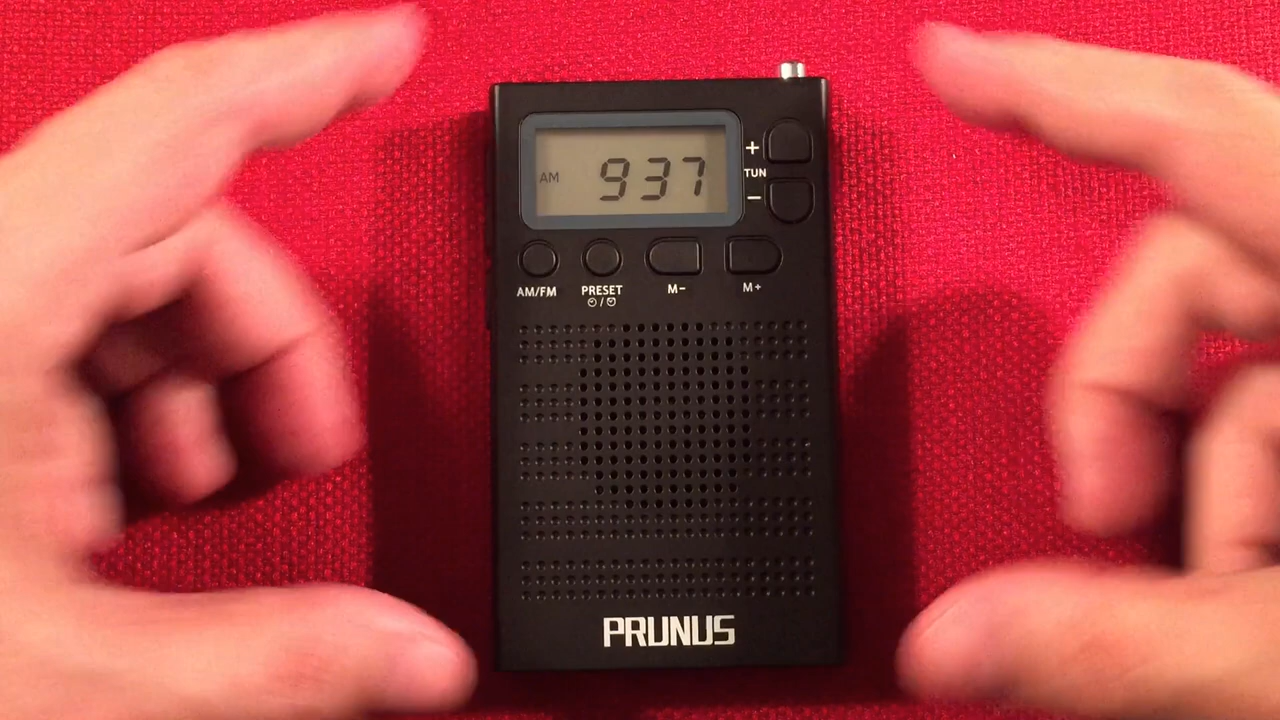 AM 937
+
TUN
−
AM/FM PRESET M− M+
/
PRUNUS